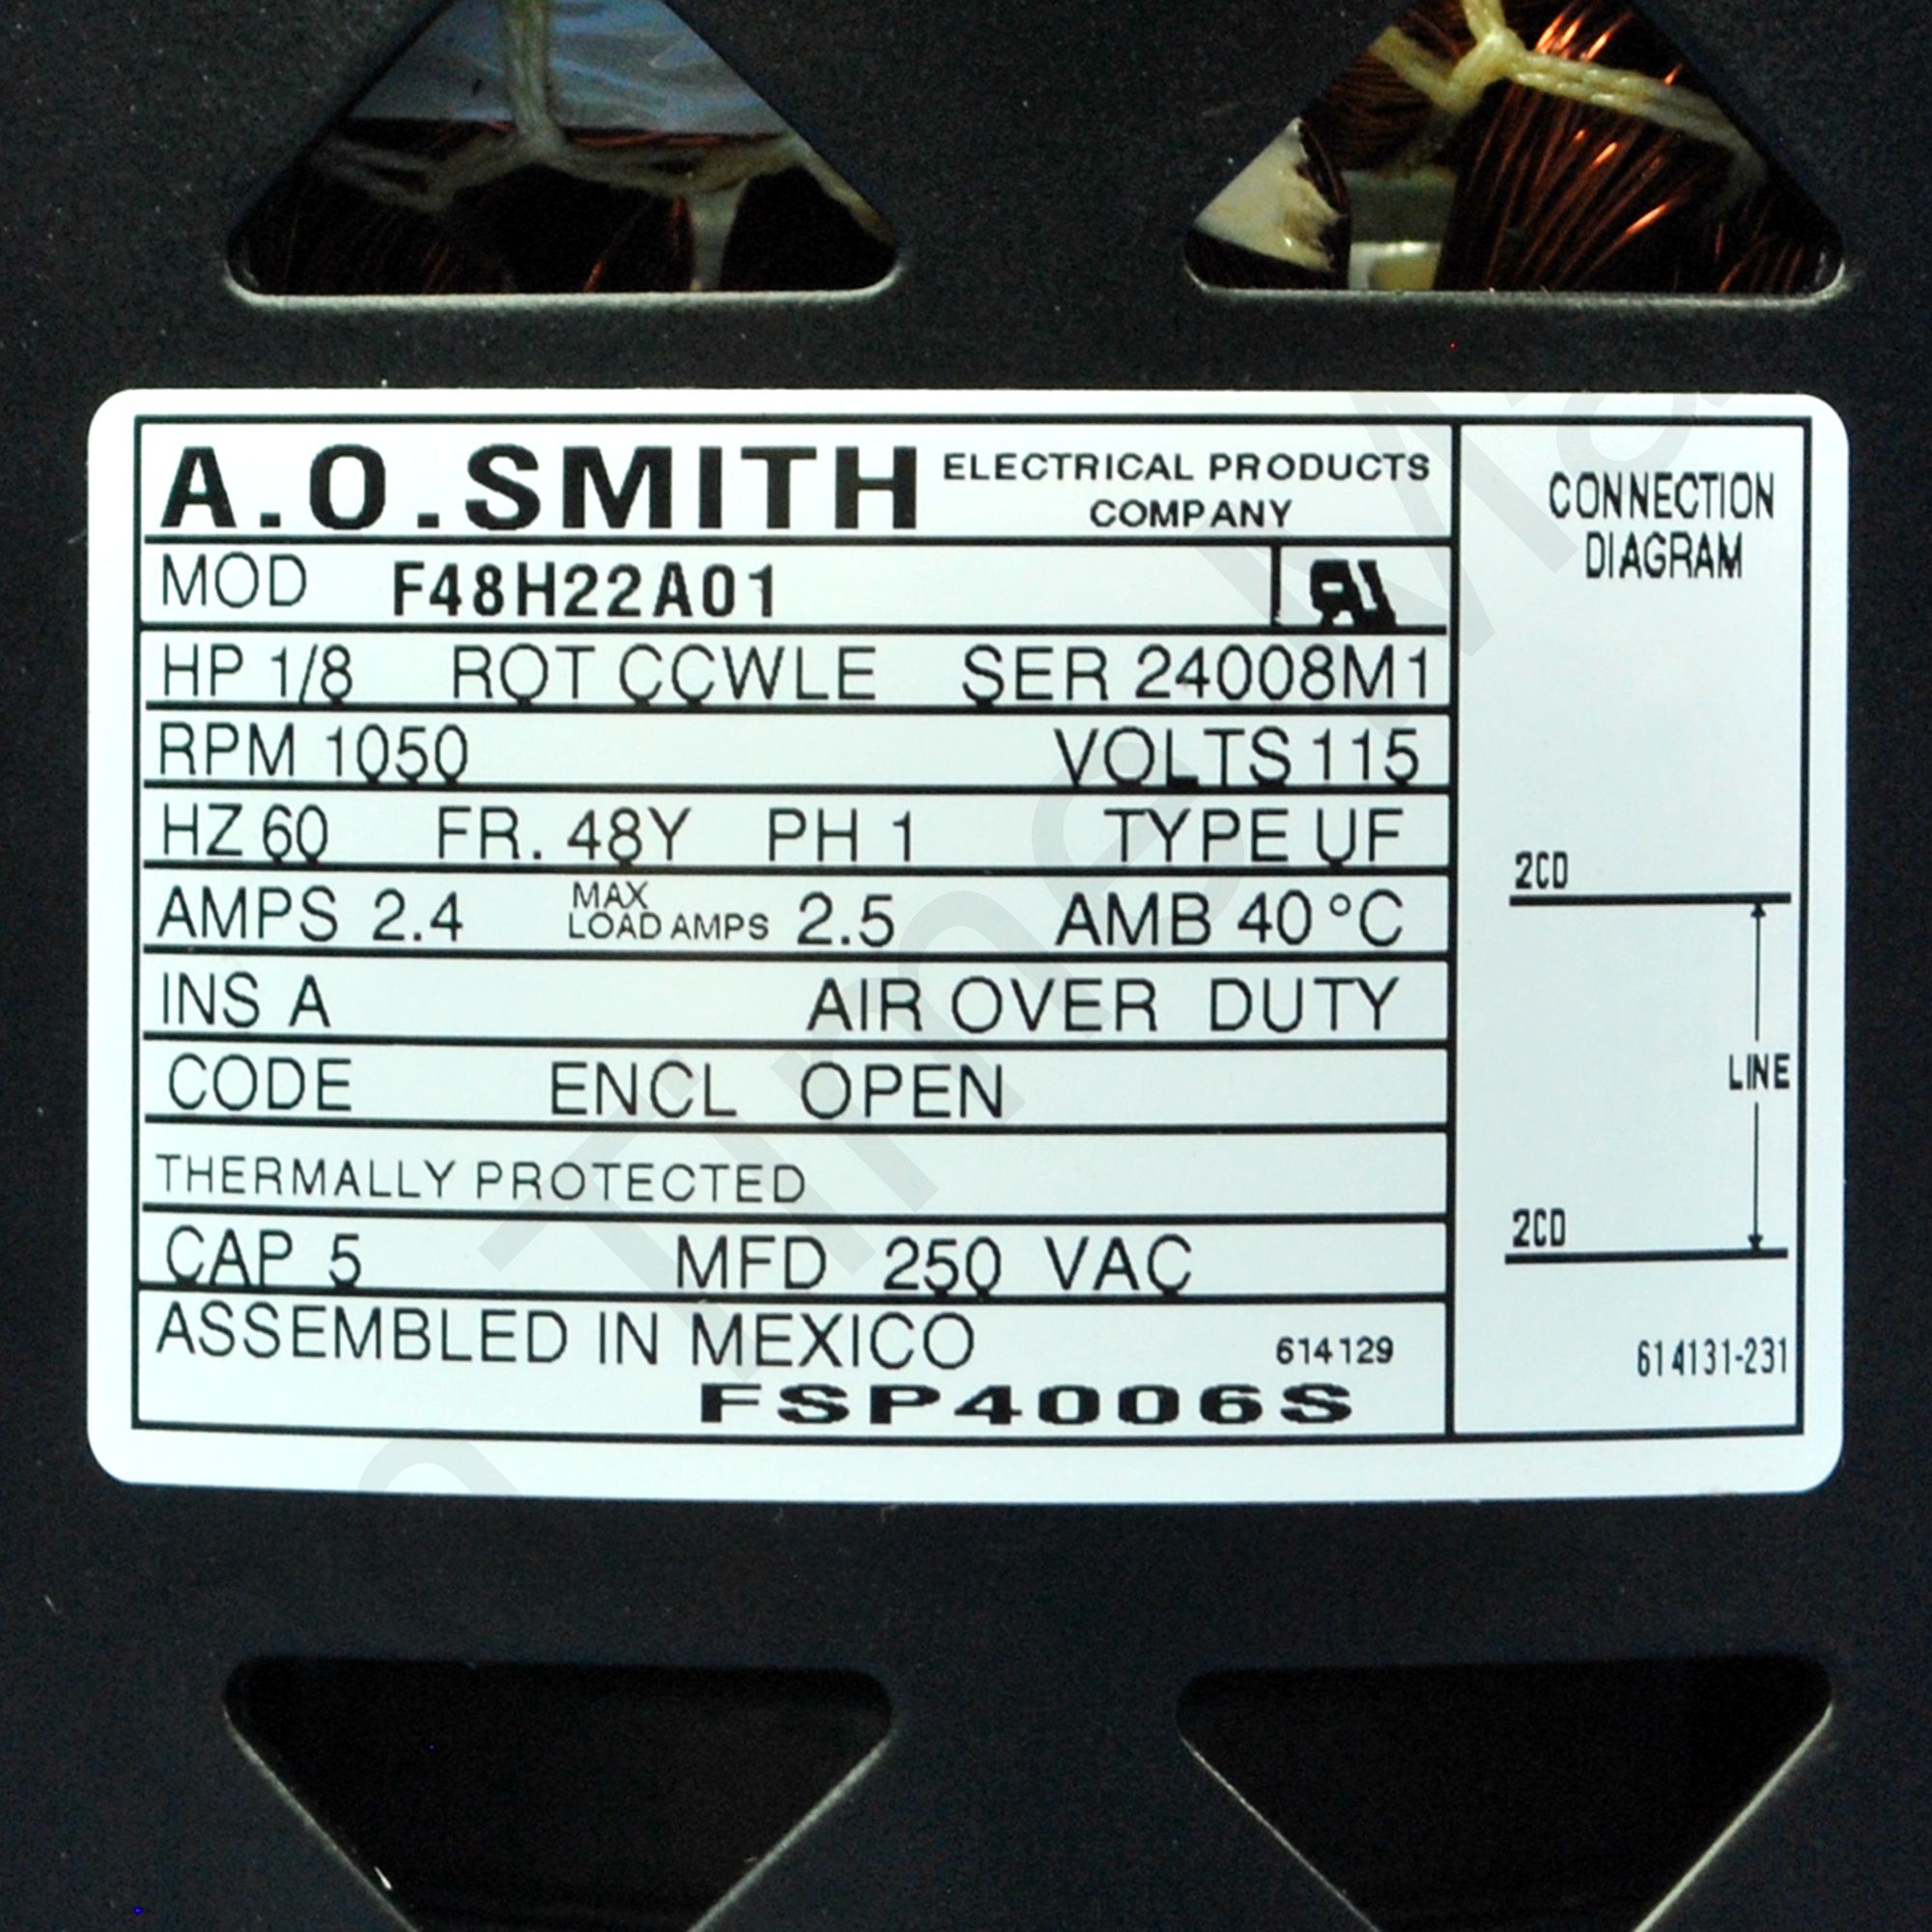 A.O.SMITH ELECTRICAL PRODUCTS
COMPANY
MOD F48H22A01
HP 1/8 ROT CCWLE SER 24008M1
RPM 1050 VOLTS 115
HZ 60 FR. 48Y PH 1 TYPE UF
AMPS 2.4 MAX LOAD AMPS 2.5 AMB 40°C
INS A AIR OVER DUTY
CODE ENCL OPEN
THERMALLY PROTECTED
CAP 5 MFD 250 VAC
ASSEMBLED IN MEXICO 614129
FSP4006S
CONNECTION
DIAGRAM
2CD
LINE
2CD
614131-231